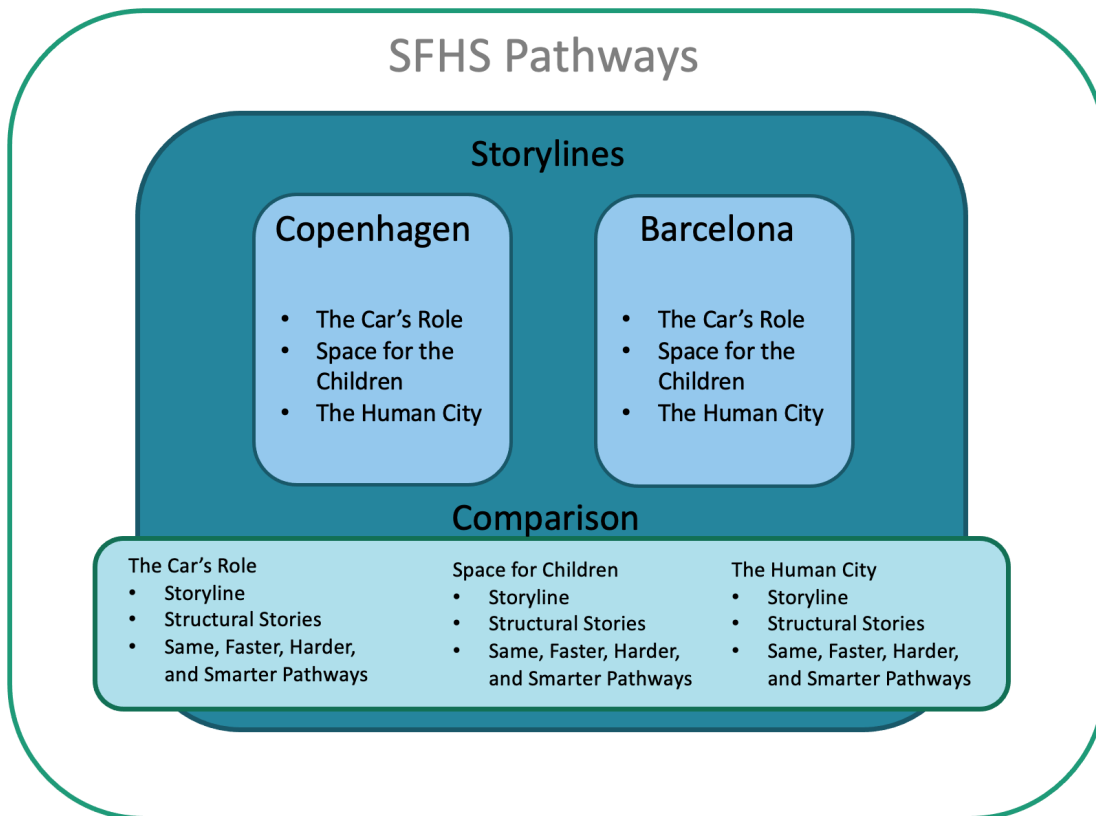 SFHS Pathways
Storylines
Copenhagen
• The Car’s Role
• Space for the
Children
• The Human City
Barcelona
• The Car’s Role
• Space for the
Children
• The Human City
Comparison
The Car’s Role
• Storyline
• Structural Stories
• Same, Faster, Harder,
and Smarter Pathways
Space for Children
• Storyline
• Structural Stories
• Same, Faster, Harder,
and Smarter Pathways
The Human City
• Storyline
• Structural Stories
• Same, Faster, Harder,
and Smarter Pathways